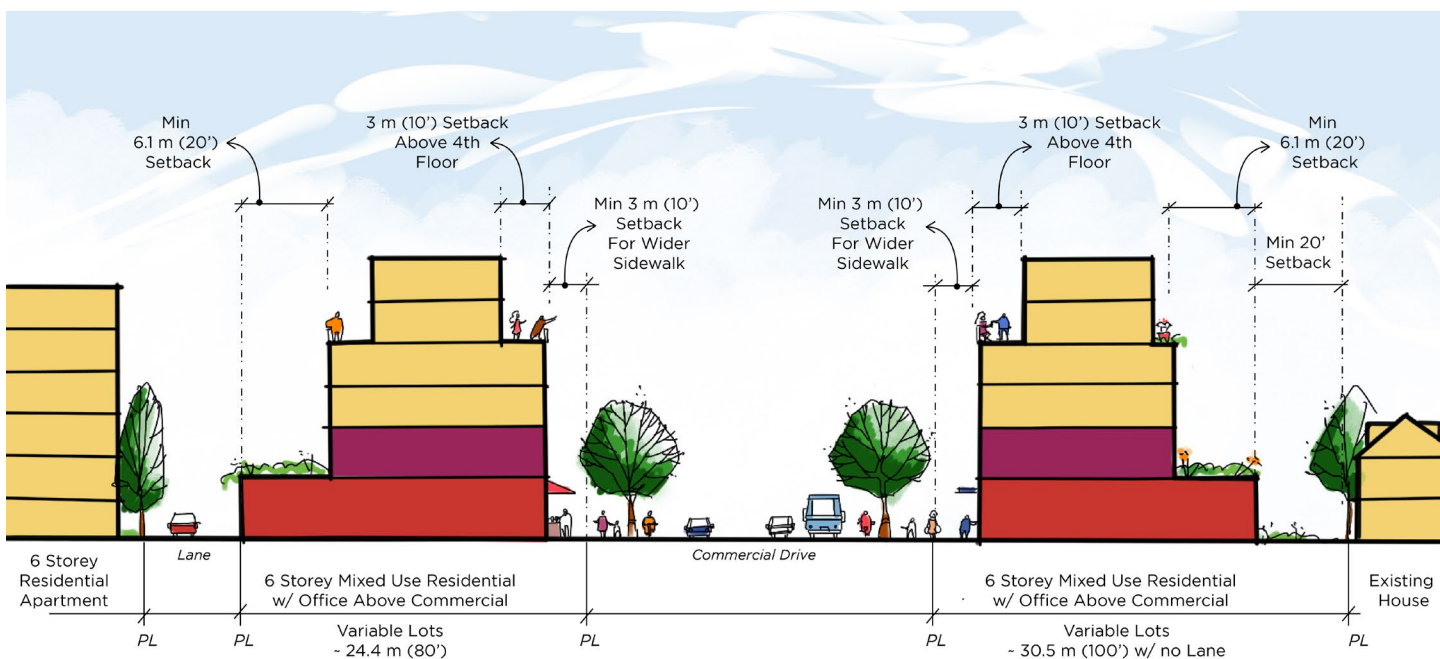 Min
6.1 m (20')
Setback
3 m (10') Setback
Above 4th
Floor
Min 3 m (10')
Setback
For Wider
Sidewalk
Min 3 m (10')
Setback
For Wider
Sidewalk
3 m (10') Setback
Above 4th
Floor
Min
6.1 m (20')
Setback
Min 20'
Setback
Lane
Commercial Drive
6 Storey
Residential
Apartment
6 Storey Mixed Use Residential
w/ Office Above Commercial
6 Storey Mixed Use Residential
w/ Office Above Commercial
Existing
House
PL
PL
Variable Lots
~ 24.4 m (80')
PL
PL
Variable Lots
~ 30.5 m (100') w/ no Lane
PL